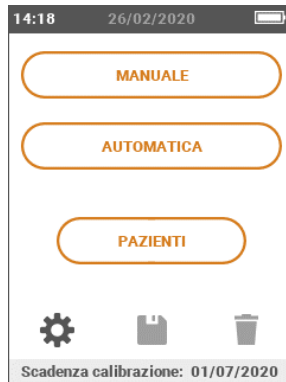 14:18 26/02/2020
MANUALE
AUTOMATICA
PAZIENTI
Scadenza calibrazione: 01/07/2020